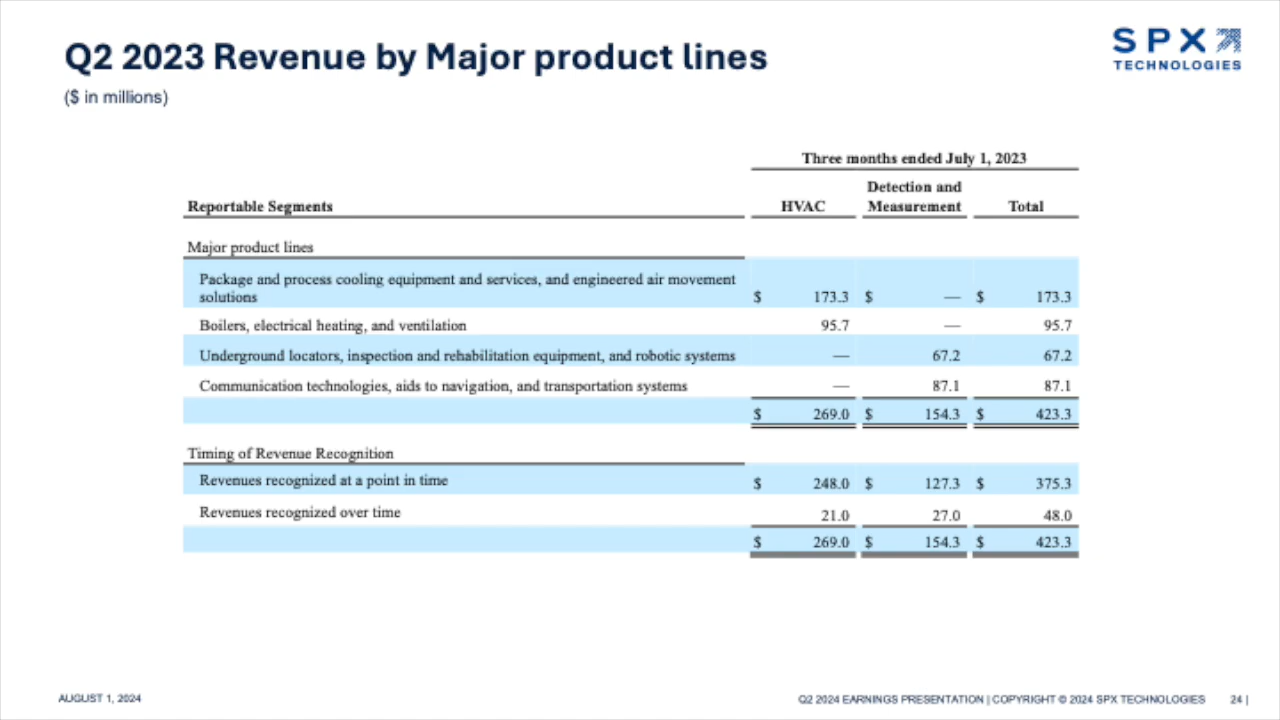 Q2 2023 Revenue by Major product lines
($ in millions)
SPX
TECHNOLOGIES
Three months ended July 1, 2023
Reportable Segments HVAC Detection and Measurement Total
Major product lines
Package and process cooling equipment and services, and engineered air movement
solutions $ 173.3 $ — $ 173.3
Boilers, electrical heating, and ventilation 95.7 — 95.7
Underground locators, inspection and rehabilitation equipment, and robotic systems — 67.2 67.2
Communication technologies, aids to navigation, and transportation systems — 87.1 87.1
$ 269.0 $ 154.3 $ 423.3
Timing of Revenue Recognition
Revenues recognized at a point in time $ 248.0 $ 127.3 $ 375.3
Revenues recognized over time 21.0 27.0 48.0
$ 269.0 $ 154.3 $ 423.3
AUGUST 1, 2024 Q2 2024 EARNINGS PRESENTATION | COPYRIGHT © 2024 SPX TECHNOLOGIES 24 |